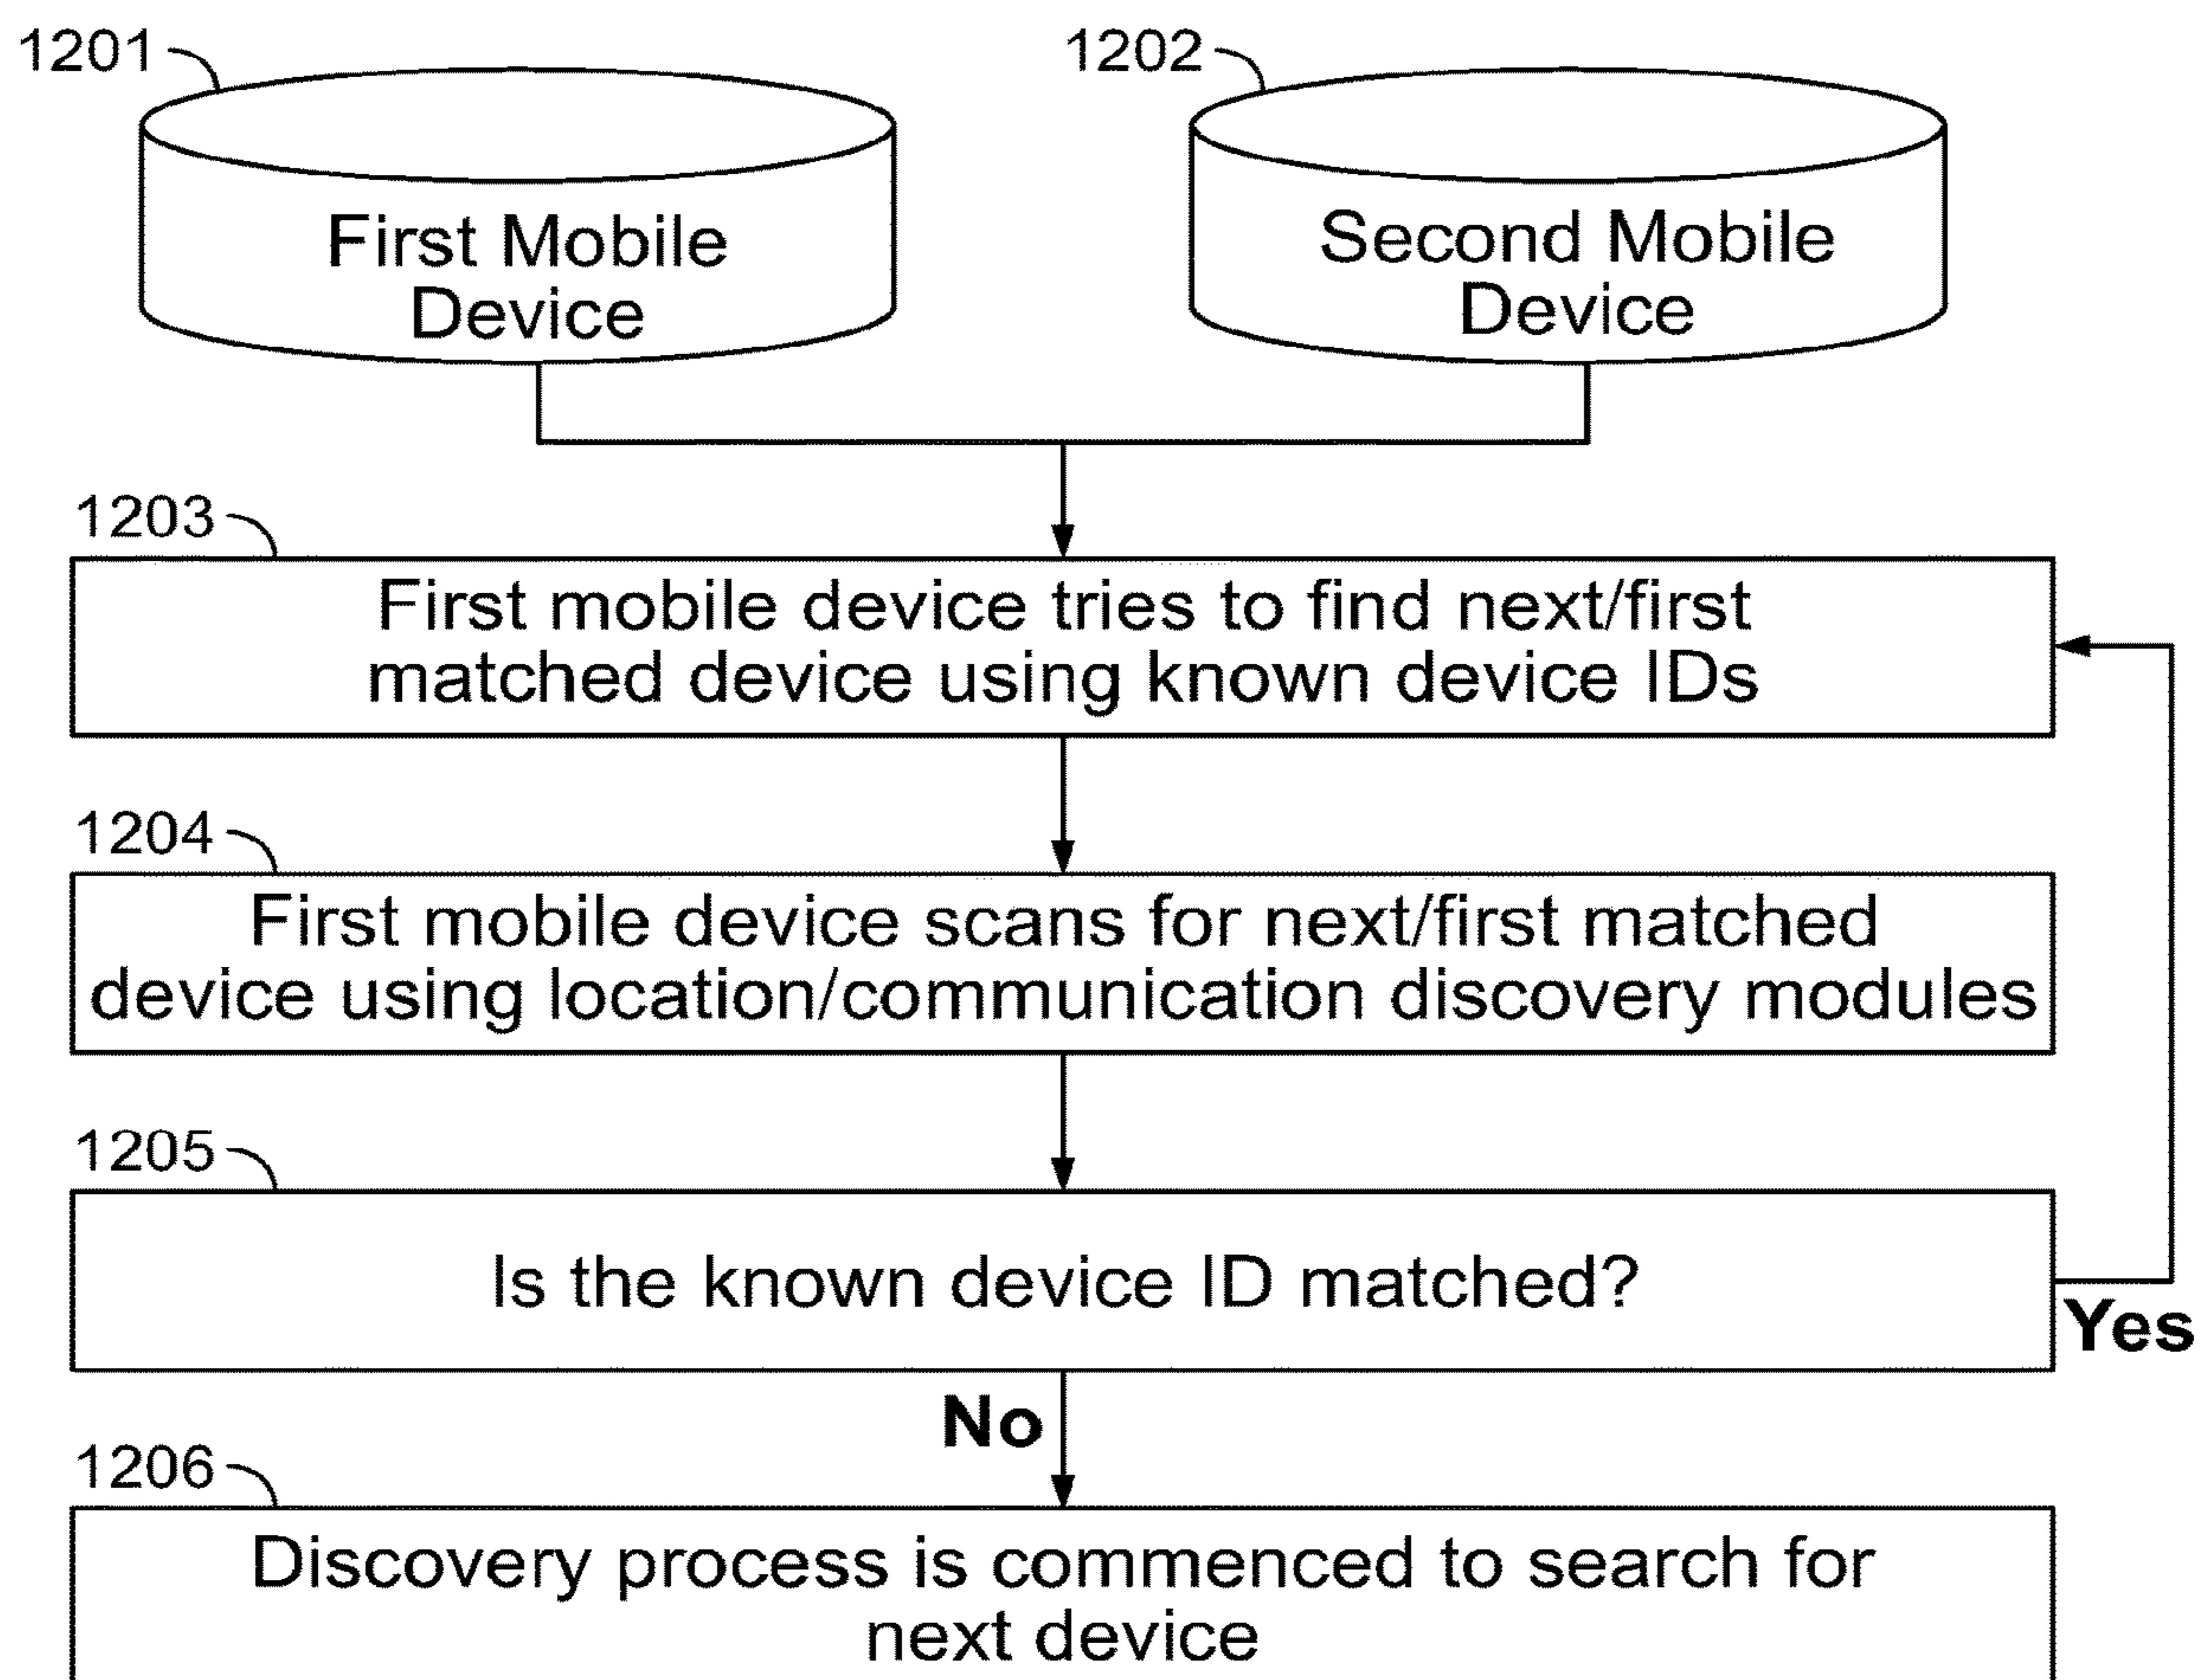 1201
1202
First Mobile
Device
Second Mobile
Device
1203
First mobile device tries to find next/first
matched device using known device IDs
1204
First mobile device scans for next/first matched
device using location/communication discovery modules
1205
Is the known device ID matched?
Yes
No
1206
Discovery process is commenced to search for
next device